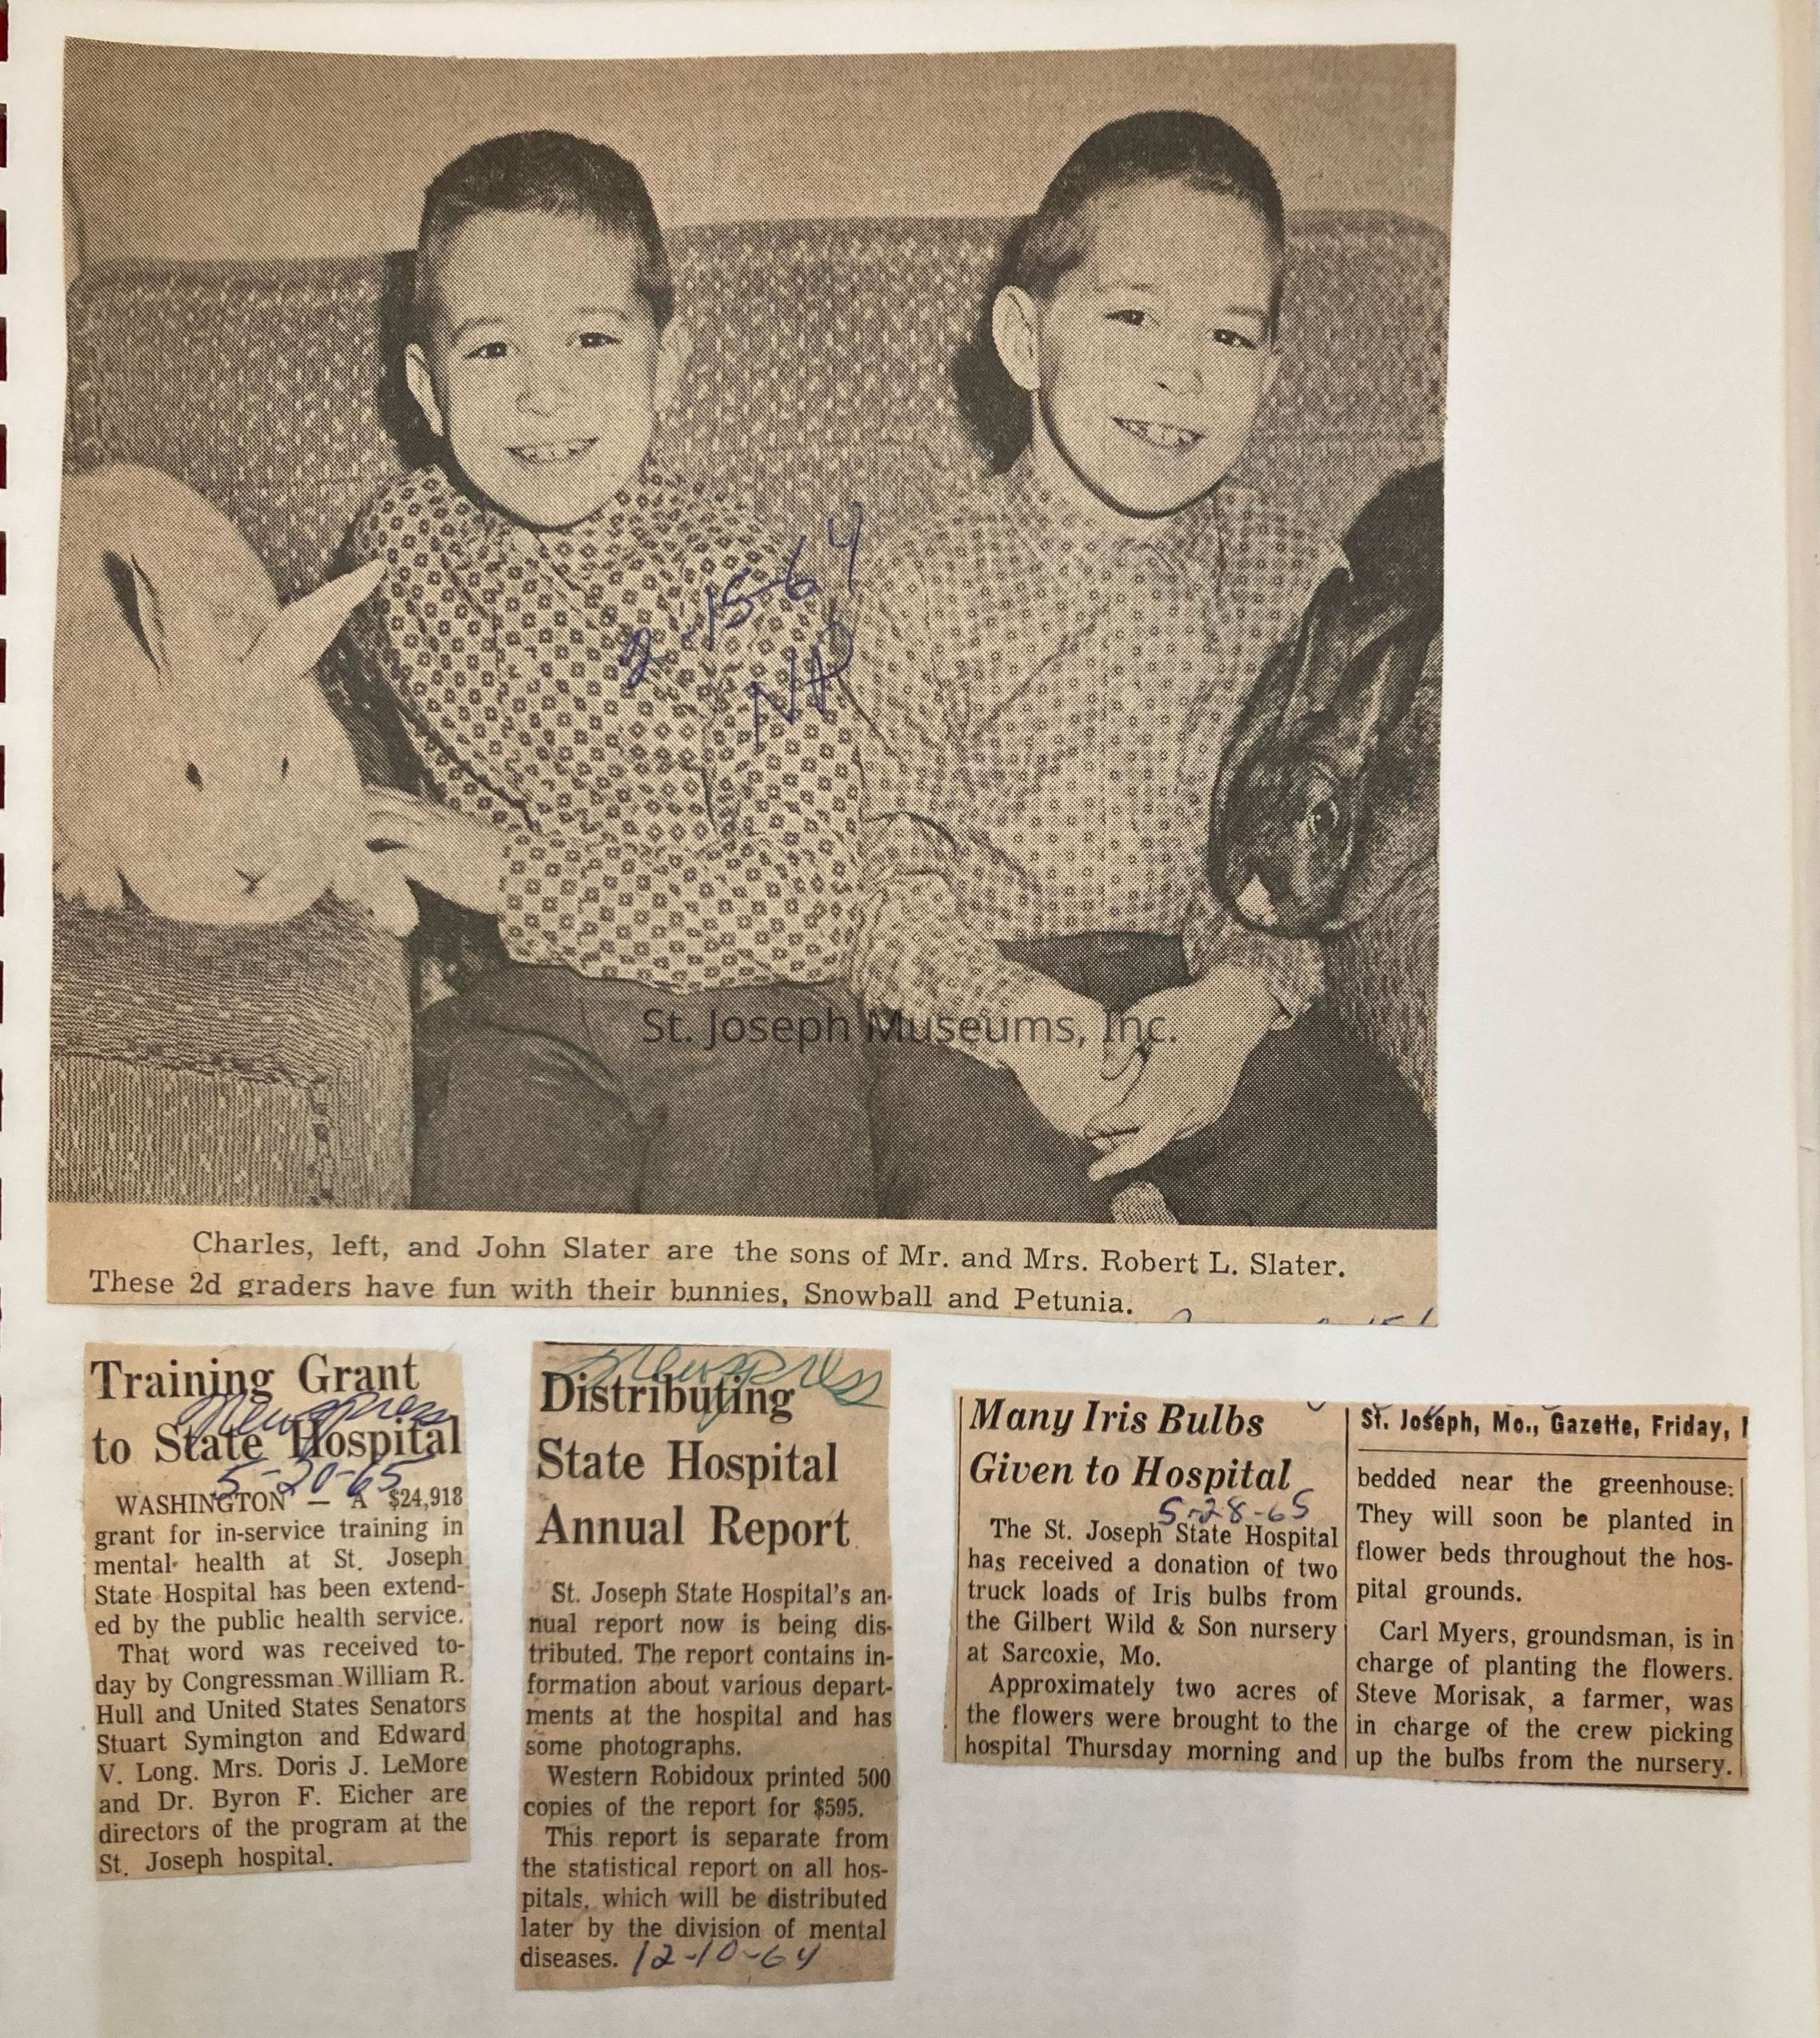 2-15-64
NP
St. Joseph Museums, Inc.
Charles, left, and John Slater are the sons of Mr. and Mrs. Robert L. Slater.
These 2d graders have fun with their bunnies, Snowball and Petunia.
Training Grant
Newspress
to State Hospital
5-20-65
WASHINGTON — A $24,918
grant for in-service training in
mental health at St. Joseph
State Hospital has been extend-
ed by the public health service.
That word was received to-
day by Congressman William R.
Hull and United States Senators
Stuart Symington and Edward
V. Long. Mrs. Doris J. LeMore
and Dr. Byron F. Eicher are
directors of the program at the
St. Joseph hospital.
Newspress
Distributing
State Hospital
Annual Report
St. Joseph State Hospital's an-
nual report now is being dis-
tributed. The report contains in-
formation about various depart-
ments at the hospital and has
some photographs.
Western Robidoux printed 500
copies of the report for $595.
This report is separate from
the statistical report on all hos-
pitals, which will be distributed
later by the division of mental
diseases. 12-10-64
Many Iris Bulbs
Given to Hospital
5-28-65
The St. Joseph State Hospital
has received a donation of two
truck loads of Iris bulbs from
the Gilbert Wild & Son nursery
at Sarcoxie, Mo.
Approximately two acres of
the flowers were brought to the
hospital Thursday morning and
St. Joseph, Mo., Gazette, Friday,
bedded near the greenhouse.
They will soon be planted in
flower beds throughout the hos-
pital grounds.
Carl Myers, groundsman, is in
charge of planting the flowers.
Steve Morisak, a farmer, was
in charge of the crew picking
up the bulbs from the nursery.